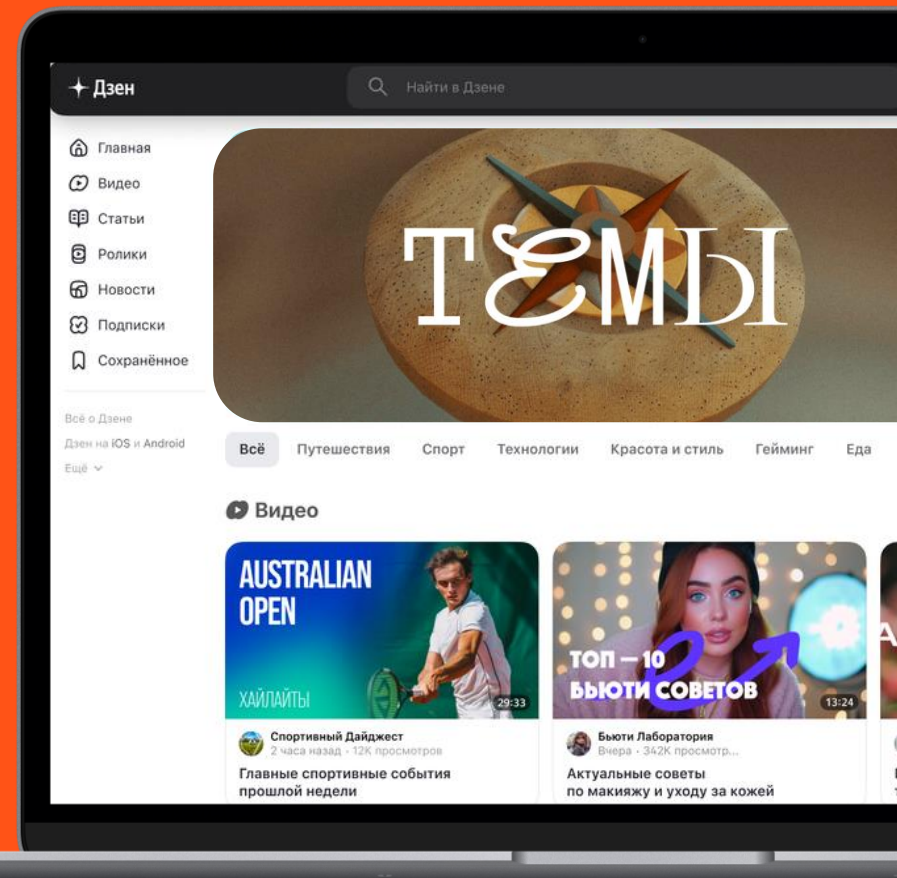 Дзен
Найти в Дзене
Главная
Видео
Статьи
Ролики
Новости
Подписки
Сохранённое
Всё о Дзене
Дзен на iOS и Android
Ещё
ТЕМЫ
Всё Путешествия Спорт Технологии Красота и стиль Гейминг Еда
Видео
AUSTRALIAN
OPEN
ХАЙЛАЙТЫ
29:33
Спортивный Дайджест
2 часа назад · 12K просмотров
Главные спортивные события
прошлой недели
ТОП – 10
БЬЮТИ СОВЕТОВ
13:24
Бьюти Лаборатория
Вчера · 342K просмотр...
Актуальные советы
по макияжу и уходу за кожей